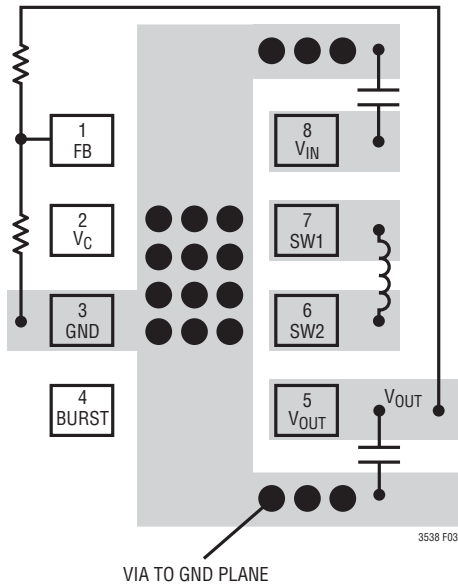 1
FB
8
VIN
2
VC
7
SW1
3
GND
6
SW2
4
BURST
5
VOUT
VOUT
3538 F03
VIA TO GND PLANE